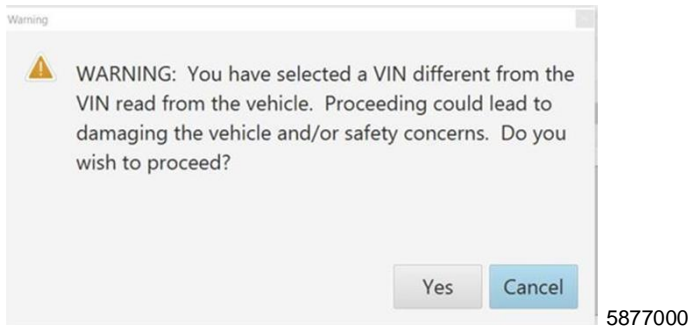 Warning
WARNING: You have selected a VIN different from the
VIN read from the vehicle. Proceeding could lead to
damaging the vehicle and/or safety concerns. Do you
wish to proceed?
Yes Cancel
5877000